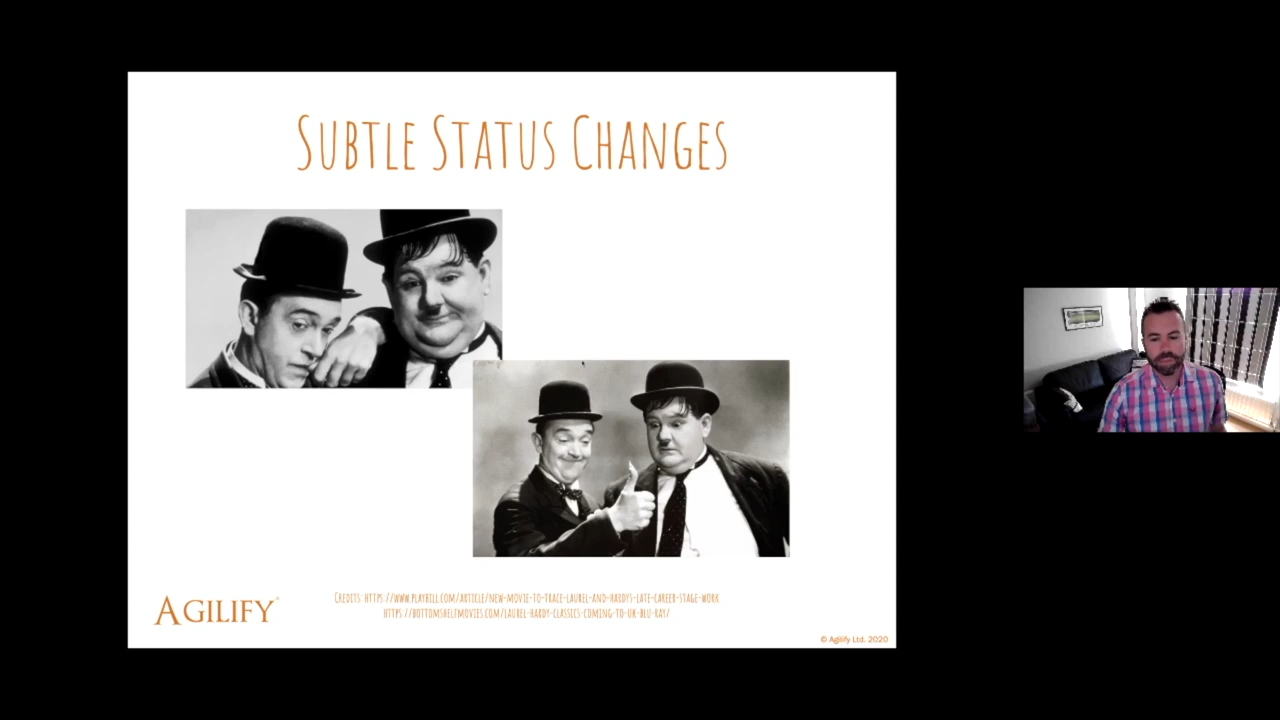 Subtle Status Changes
Credits: https://www.playbill.com/article/new-movie-to-trace-laurel-and-hardys-late-career-stage-work
https://bottomshelfmovies.com/laurel-hardy-classics-coming-to-uk-blu-ray/
AGILIFY®
© Agilify Ltd. 2020